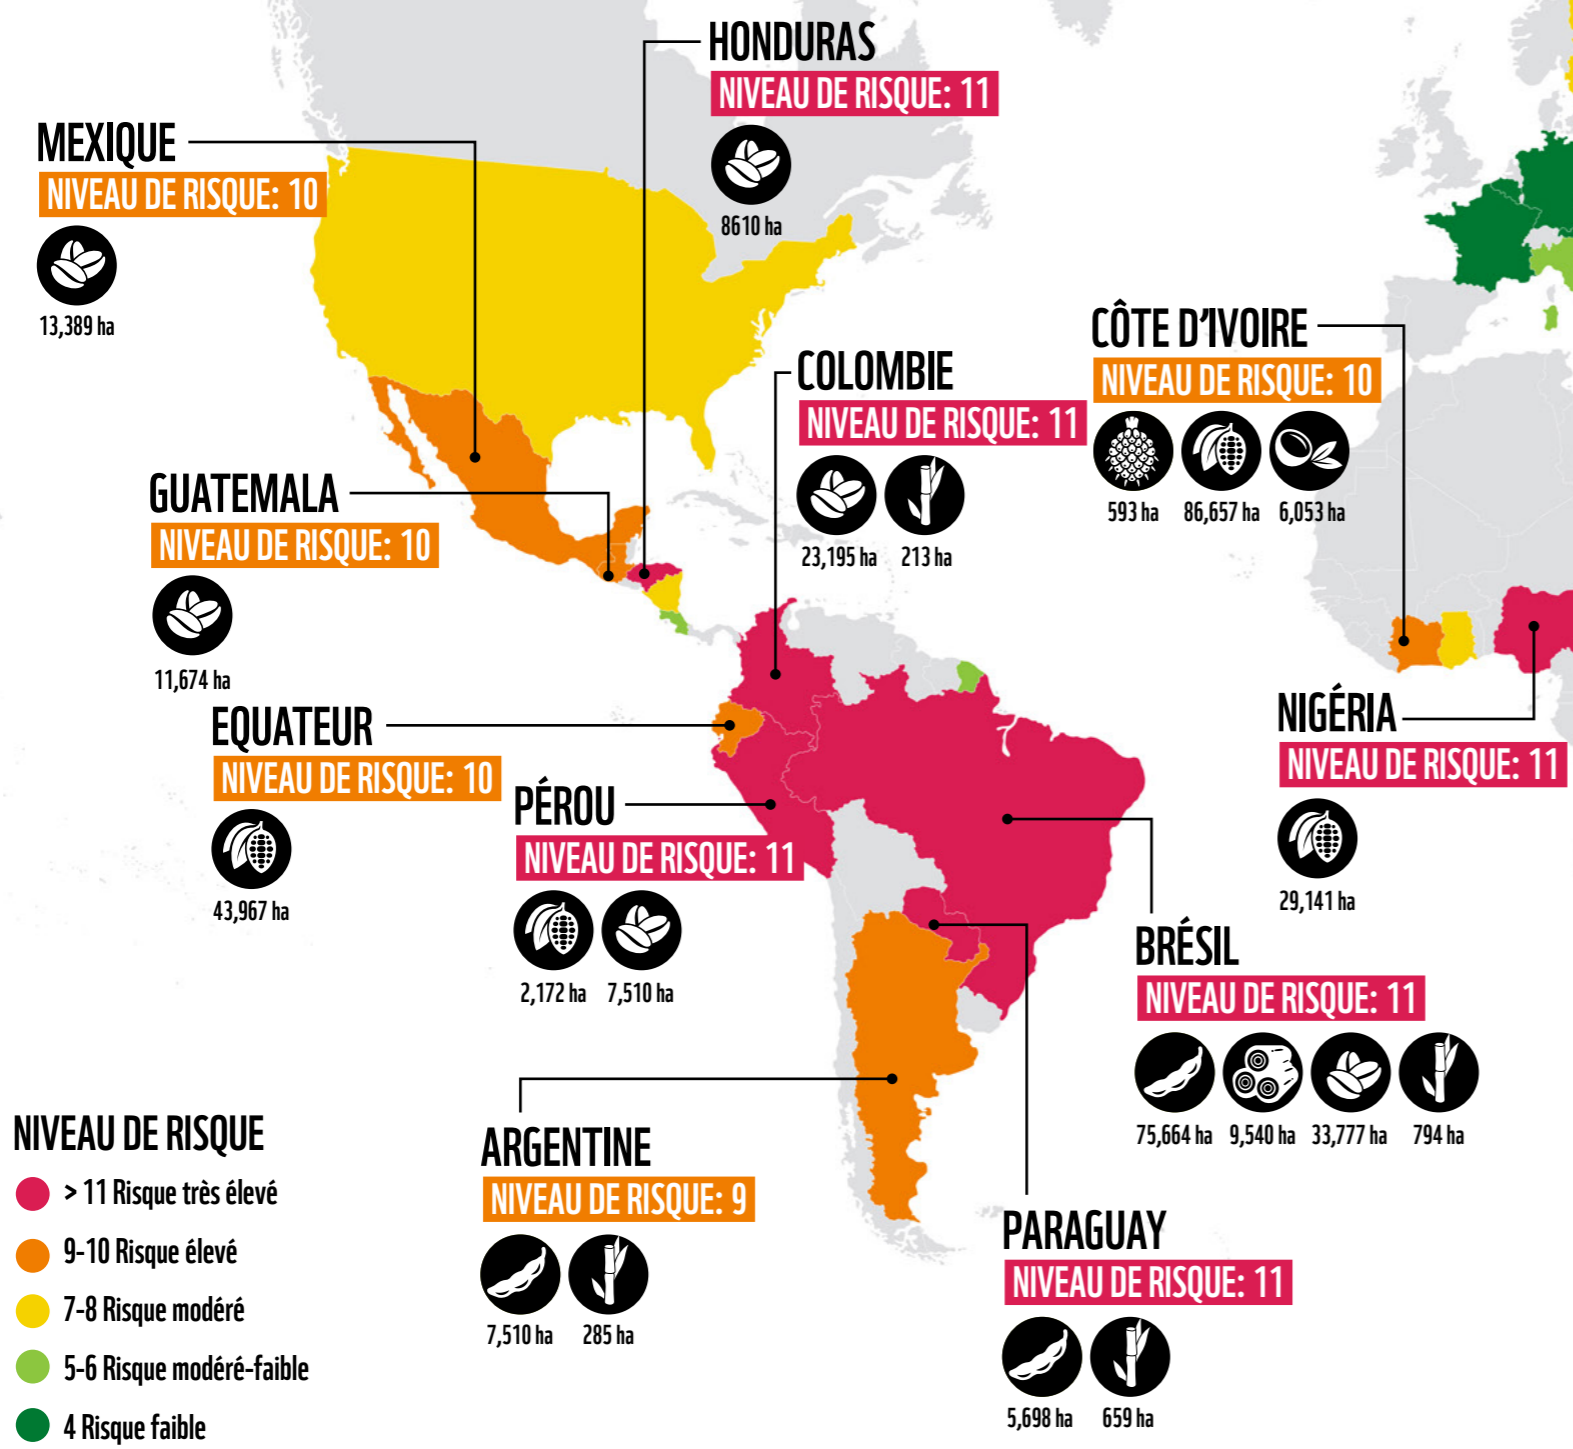 HONDURAS
NIVEAU DE RISQUE: 11
8610 ha
MEXIQUE
NIVEAU DE RISQUE: 10
13,389 ha
CÔTE D'IVOIRE
NIVEAU DE RISQUE: 10
593 ha 86,657 ha 6,053 ha
COLOMBIE
NIVEAU DE RISQUE: 11
23,195 ha 213 ha
GUATEMALA
NIVEAU DE RISQUE: 10
11,674 ha
EQUATEUR
NIVEAU DE RISQUE: 10
43,967 ha
NIGÉRIA
NIVEAU DE RISQUE: 11
29,141 ha
PÉROU
NIVEAU DE RISQUE: 11
2,172 ha 7,510 ha
BRÉSIL
NIVEAU DE RISQUE: 11
75,664 ha 9,540 ha 33,777 ha 794 ha
ARGENTINE
NIVEAU DE RISQUE: 9
7,510 ha 285 ha
PARAGUAY
NIVEAU DE RISQUE: 11
5,698 ha 659 ha
NIVEAU DE RISQUE
> 11 Risque très élevé
9-10 Risque élevé
7-8 Risque modéré
5-6 Risque modéré-faible
4 Risque faible